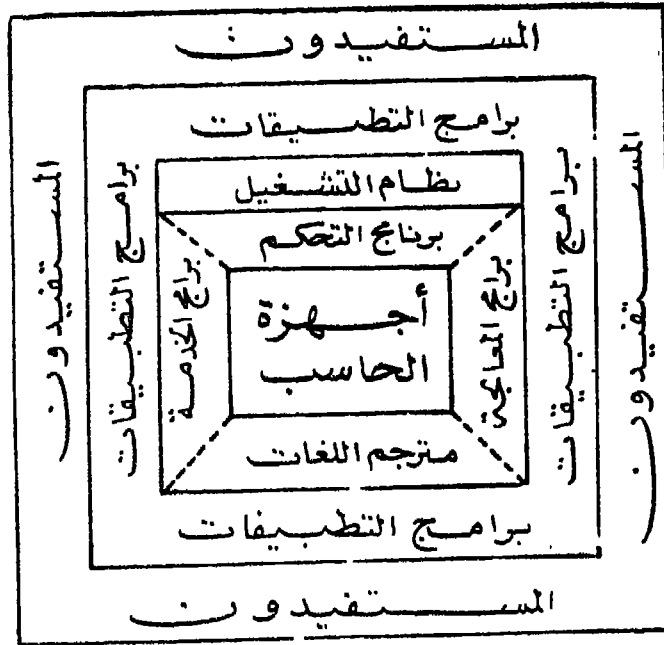 المستفيدون
برامج التطبيقات
نظام التشغيل
برنامج التحكم
المستفيدون
برامج التطبيقات
برامج المعالجة
أجهزة
الحاسب
برامج الخدمة
برامج التطبيقات
المستفيدون
مترجم اللغات
برامج التطبيقات
المستفيدون